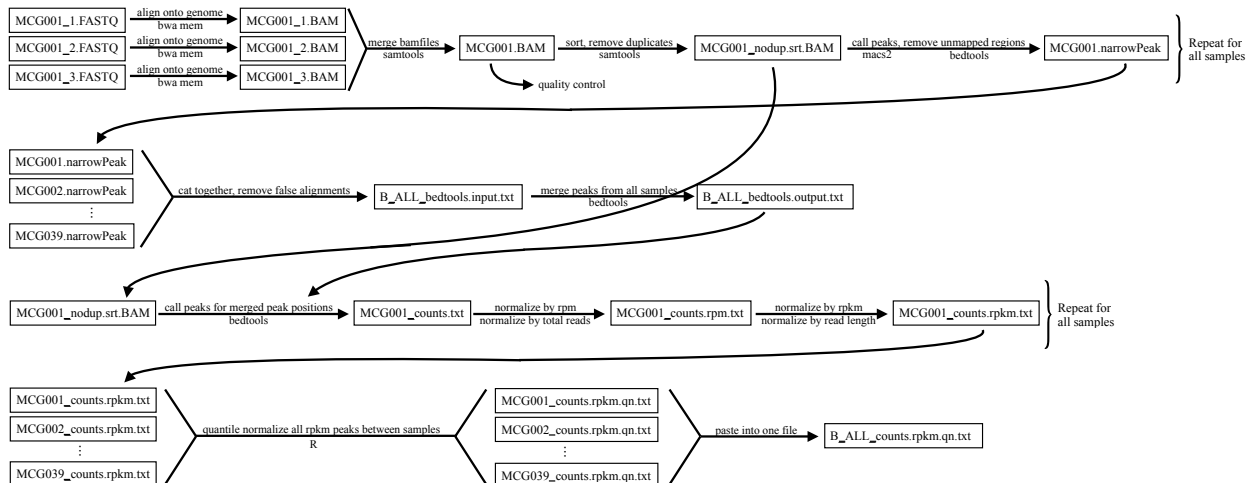 MCG001_1.FASTQ
align onto genome
bwa mem
MCG001_1.BAM
MCG001_2.FASTQ
align onto genome
bwa mem
MCG001_2.BAM
MCG001_3.FASTQ
align onto genome
bwa mem
MCG001_3.BAM
merge bamfiles
samtools
MCG001.BAM
quality control
sort, remove duplicates
samtools
MCG001_nodup.srt.BAM
call peaks, remove unmapped regions
macs2
bedtools
MCG001.narrowPeak
Repeat for
all samples
MCG001.narrowPeak
MCG002.narrowPeak
⋮
MCG039.narrowPeak
cat together, remove false alignments
B_ALL_bedtools.input.txt
merge peaks from all samples
bedtools
B_ALL_bedtools.output.txt
MCG001_nodup.srt.BAM
call peaks for merged peak positions
bedtools
MCG001_counts.txt
normalize by rpm
normalize by total reads
MCG001_counts.rpm.txt
normalize by rpkm
normalize by read length
MCG001_counts.rpkm.txt
Repeat for
all samples
MCG001_counts.rpkm.txt
MCG002_counts.rpkm.txt
⋮
MCG039_counts.rpkm.txt
quantile normalize all rpkm peaks between samples
R
MCG001_counts.rpkm.qn.txt
MCG002_counts.rpkm.qn.txt
⋮
MCG039_counts.rpkm.qn.txt
paste into one file
B_ALL_counts.rpkm.qn.txt